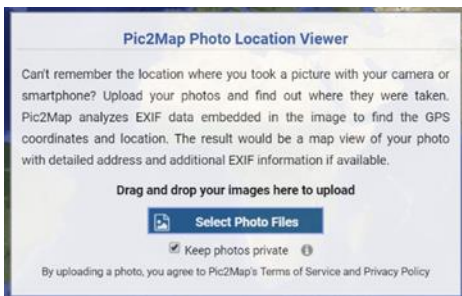 Pic2Map Photo Location Viewer
Can't remember the location where you took a picture with your camera or
smartphone? Upload your photos and find out where they were taken.
Pic2Map analyzes EXIF data embedded in the image to find the GPS
coordinates and location. The result would be a map view of your photo
with detailed address and additional EXIF information if available.
Drag and drop your images here to upload
Select Photo Files
Keep photos private
By uploading a photo, you agree to Pic2Map's Terms of Service and Privacy Policy